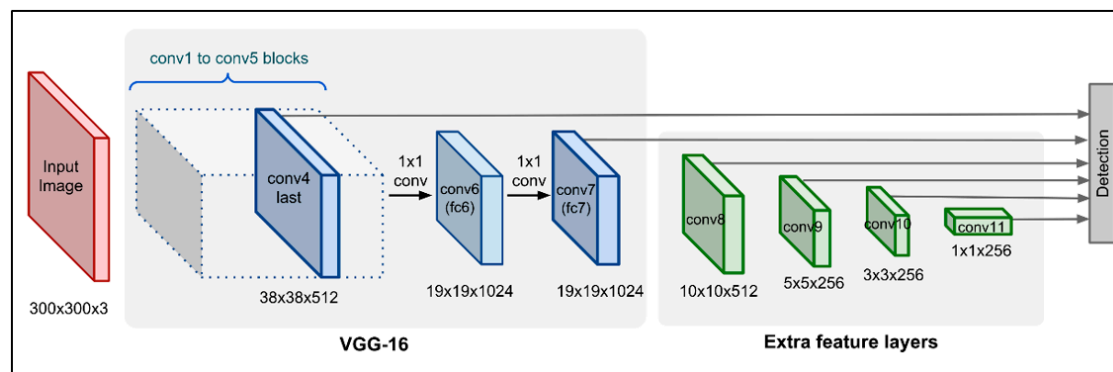 conv1 to conv5 blocks
Input
Image
300x300x3
conv4
last
38x38x512
1x1
conv
conv6
(fc6)
19x19x1024
1x1
conv
conv7
(fc7)
19x19x1024
VGG-16
conv8
10x10x512
conv9
5x5x256
conv10
3x3x256
conv11
1x1x256
Extra feature layers
Detection